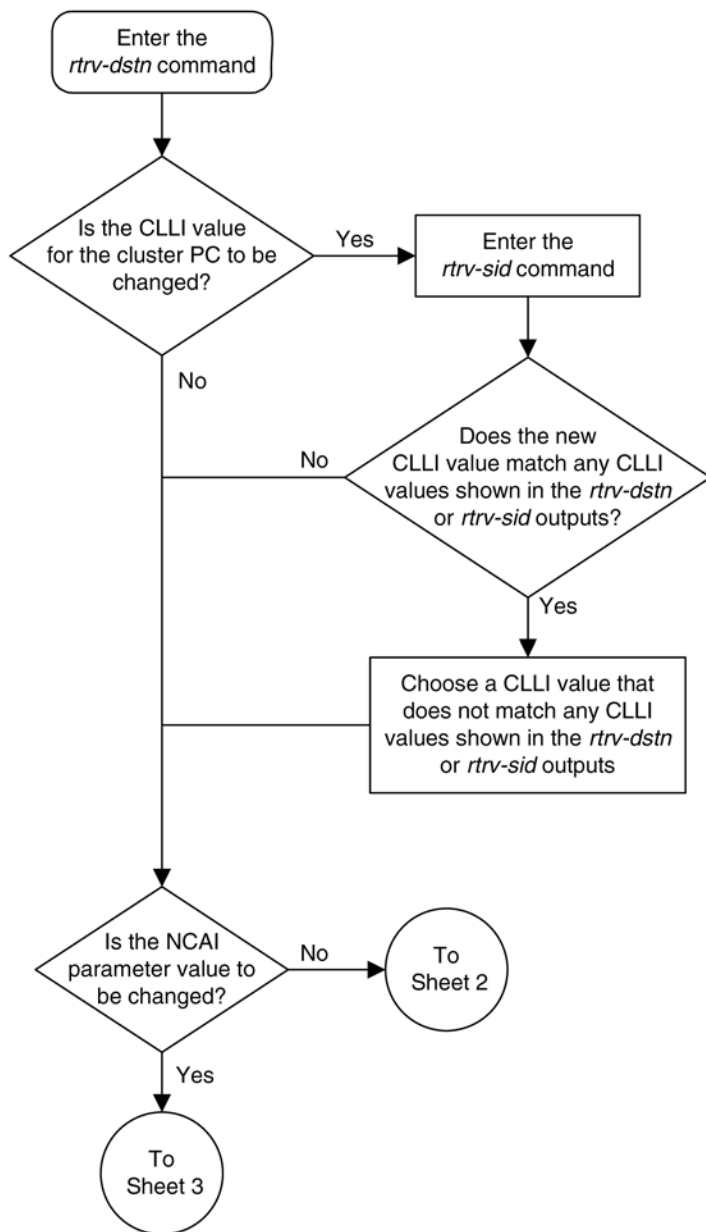 Enter the
rtrv-dstn command
Is the CLLI value
for the cluster PC to be
changed?
Yes
Enter the
rtrv-sid command
No
Does the new
CLLI value match any CLLI
values shown in the rtrv-dstn
or rtrv-sid outputs?
No
Yes
Choose a CLLI value that
does not match any CLLI
values shown in the rtrv-dstn
or rtrv-sid outputs
Is the NCAI
parameter value to
be changed?
No
To
Sheet 2
Yes
To
Sheet 3